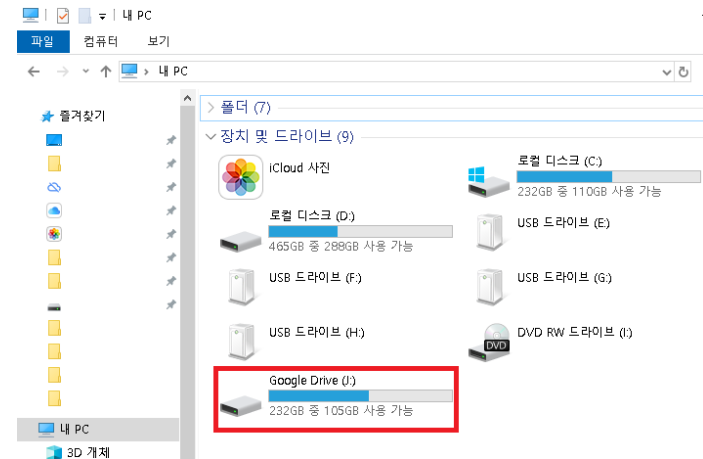 내 PC
파일 컴퓨터 보기
내 PC
즐겨찾기
폴더 (7)
장치 및 드라이브 (9)
iCloud 사진
로컬 디스크 (C:)
232GB 중 110GB 사용 가능
로컬 디스크 (D:)
465GB 중 288GB 사용 가능
USB 드라이브 (E:)
USB 드라이브 (F:)
USB 드라이브 (G:)
USB 드라이브 (H:)
DVD RW 드라이브 (I:)
DVD
Google Drive (J:)
232GB 중 105GB 사용 가능
내 PC
3D 개체